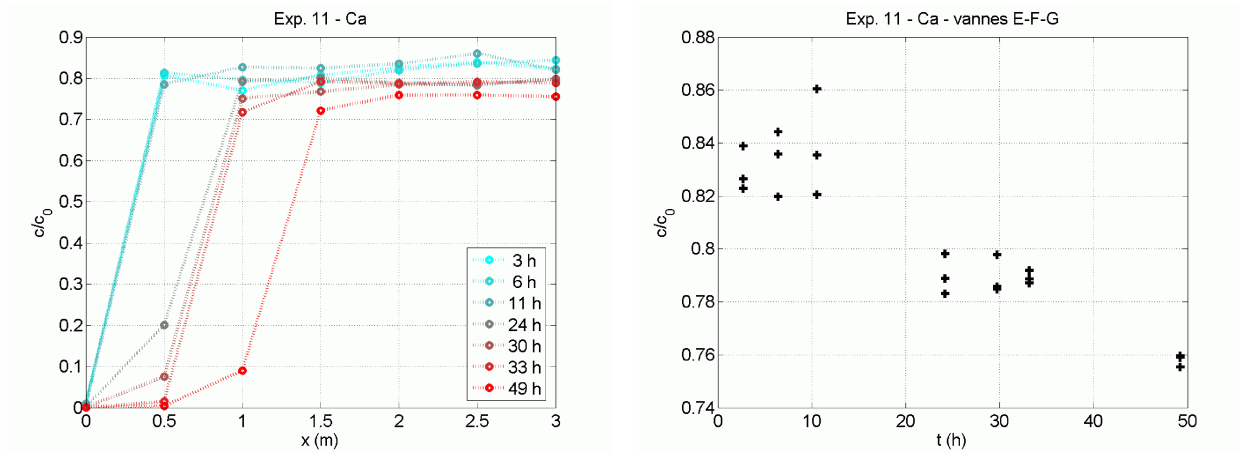 Exp. 11 - Ca
0.9
0.8
0.7
0.6
0.5
0.4
0.3
0.2
0.1
0
c/c0
0 0.5 1 1.5 2 2.5 3
x (m)
3 h
6 h
11 h
24 h
30 h
33 h
49 h
Exp. 11 - Ca - vannes E-F-G
0.88
0.86
0.84
0.82
0.8
0.78
0.76
0.74
c/c0
0 10 20 30 40 50
t (h)